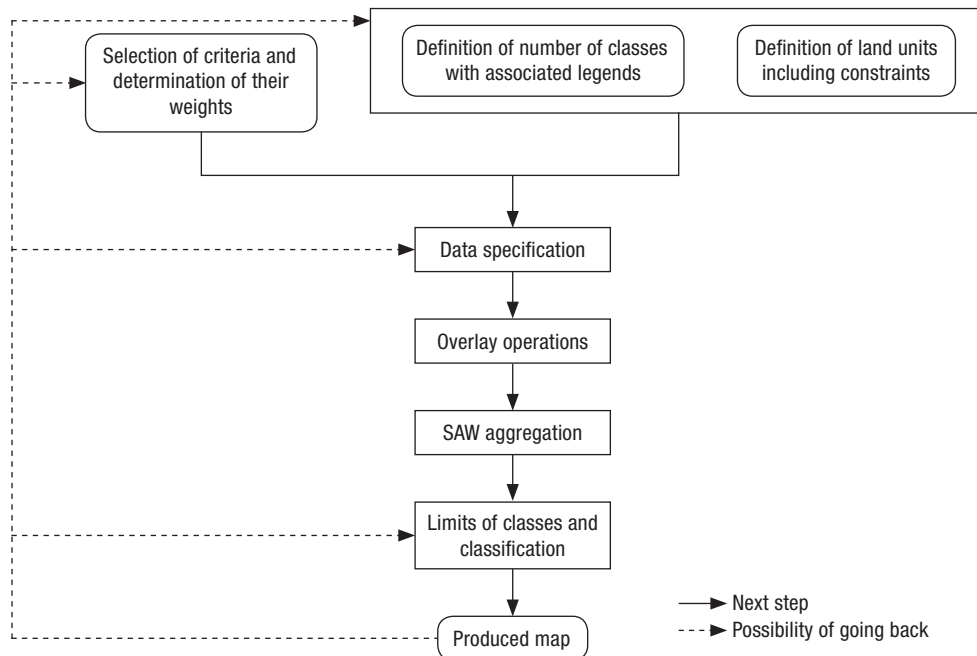 Selection of criteria and
determination of their
weights
Definition of number of classes
with associated legends
Definition of land units
including constraints
Data specification
Overlay operations
SAW aggregation
Limits of classes and
classification
Produced map
Next step
Possibility of going back